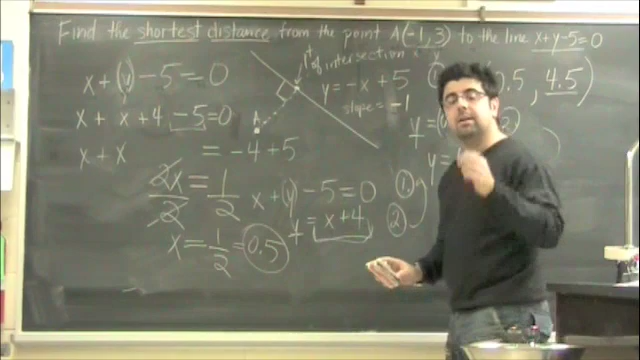 Find the shortest distance from the point A(-1, 3) to the line x+y-5=0
x+(y)-5=0
x + x + 4 - 5 = 0
x + x = -4 + 5
2x = 1
2 2
x = 1/2 = 0.5
A
pt of intersection x, y
y = -x + 5
slope = -1
x + (y) - 5 = 0 1.
y = x + 4 2
0.5, 4.5)
y = (
2)
y =